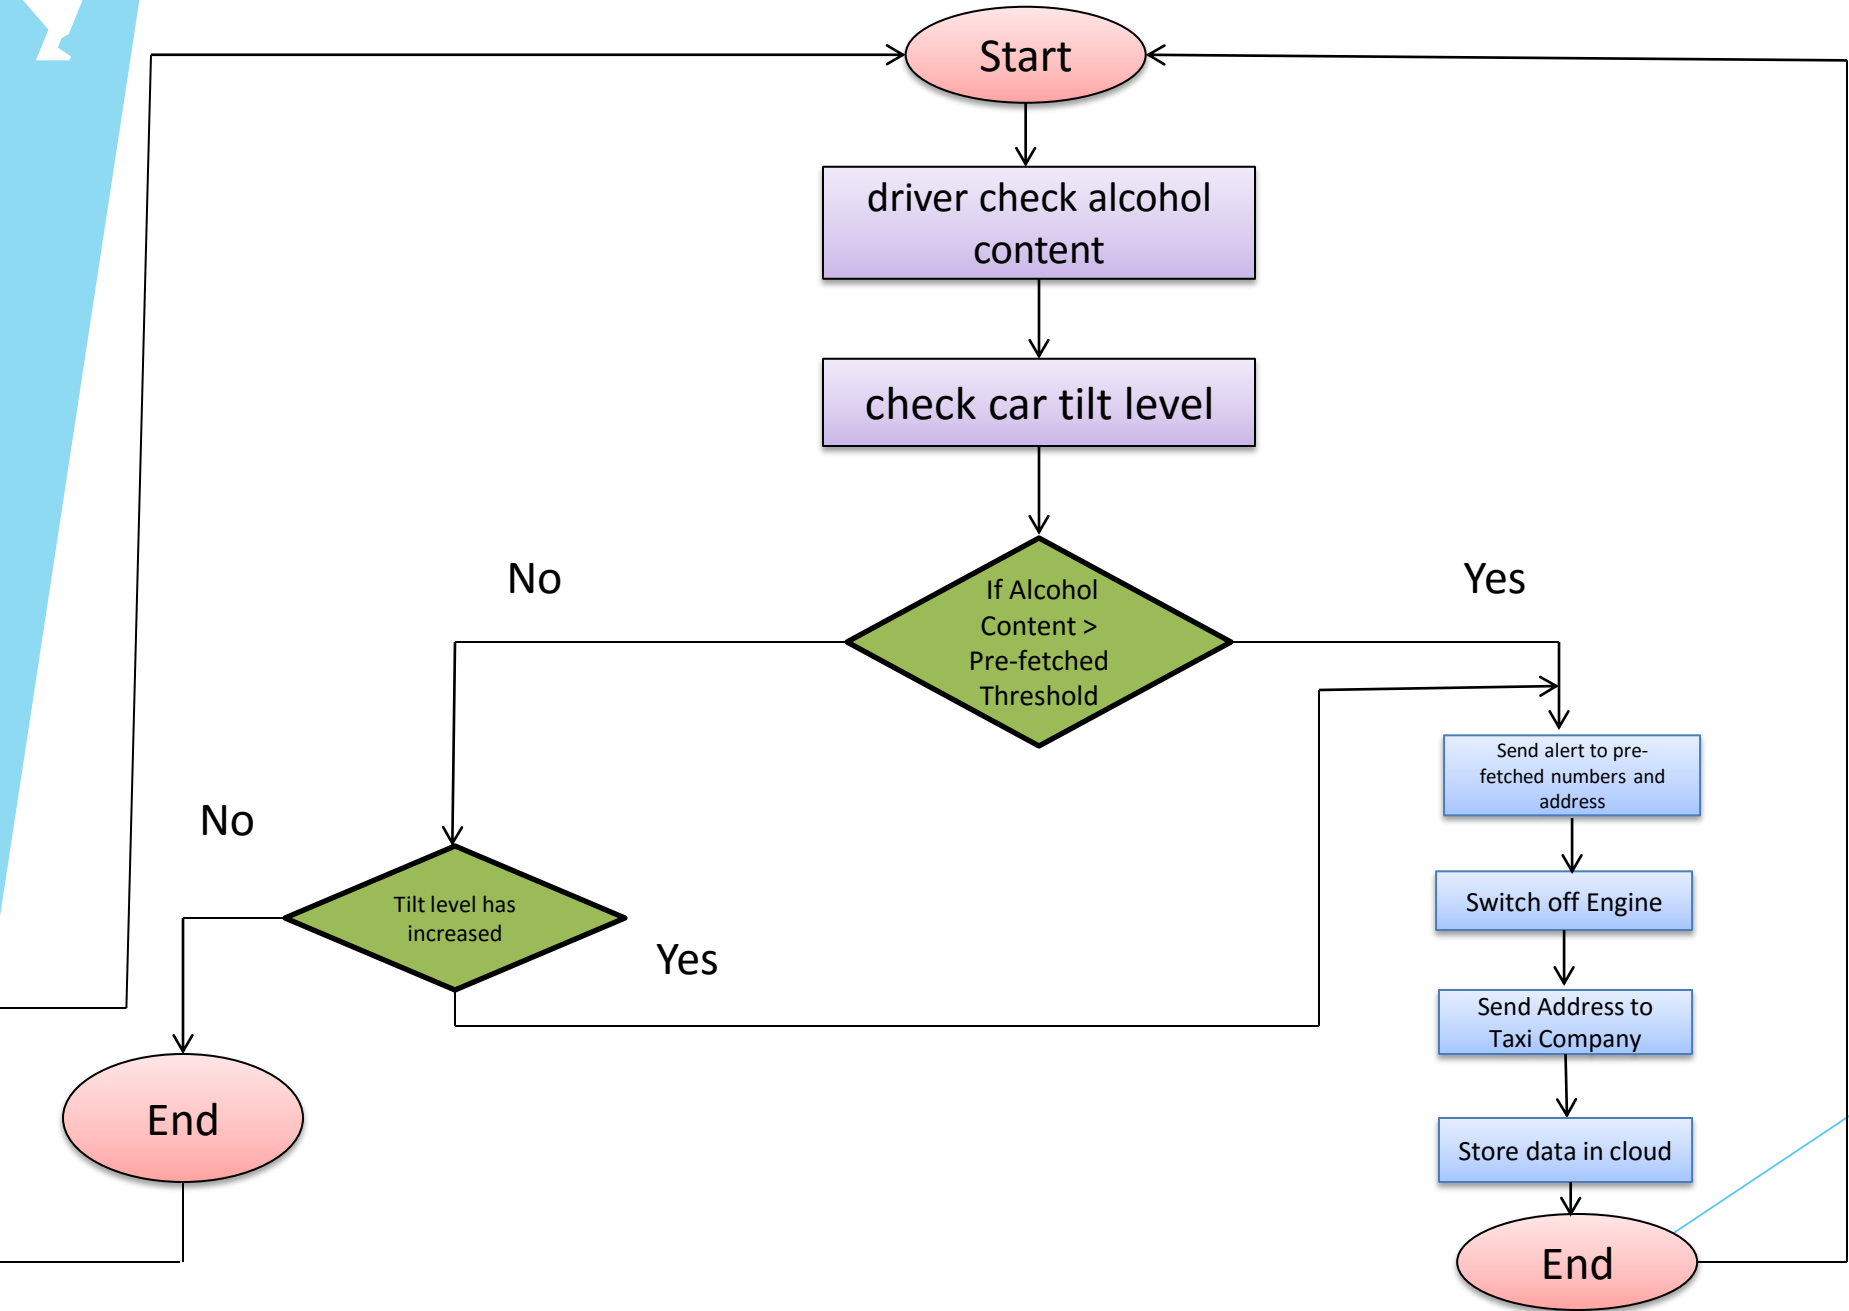 Start
driver check alcohol
content
check car tilt level
No
If Alcohol
Content >
Pre-fetched
Threshold
Yes
Send alert to pre-
fetched numbers and
address
No
Tilt level has
increased
Yes
Switch off Engine
Send Address to
Taxi Company
End
Store data in cloud
End